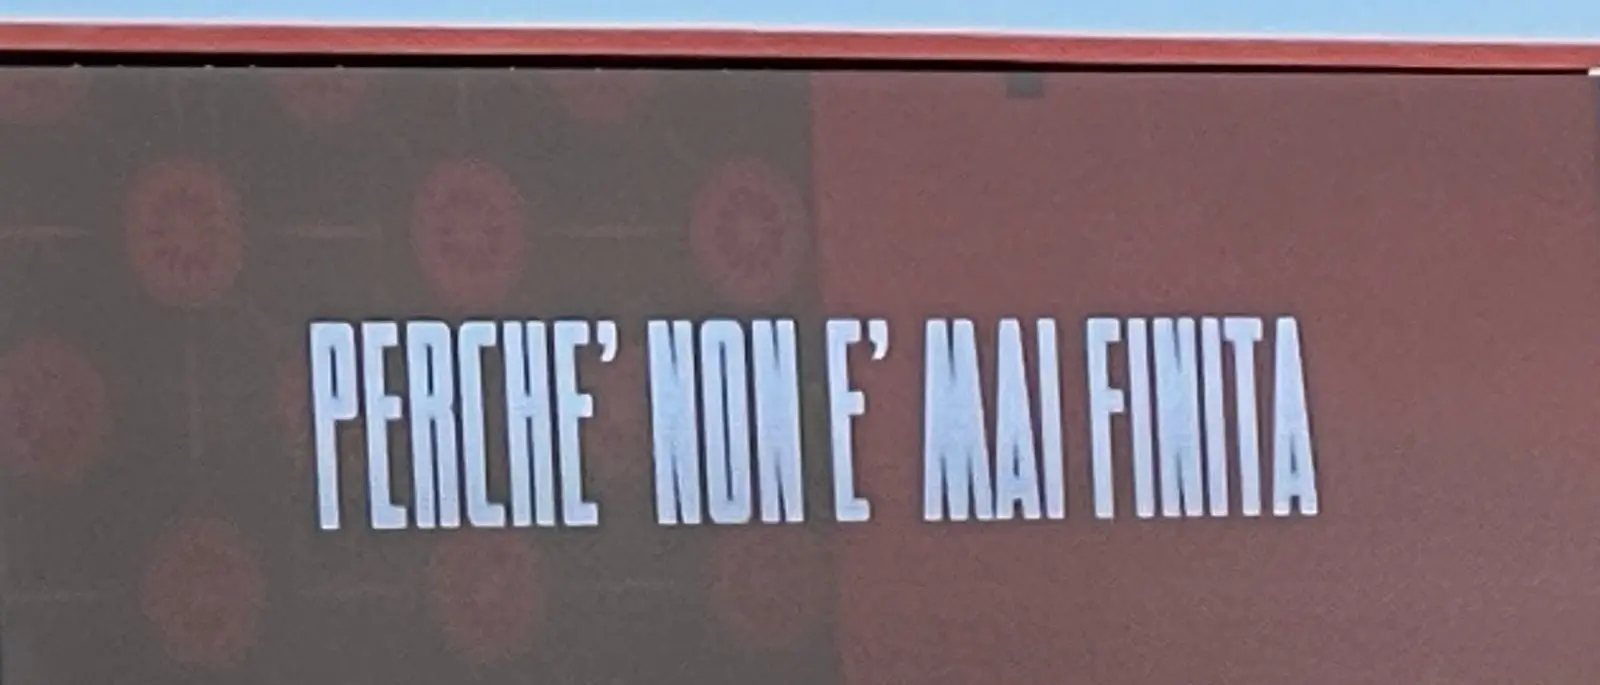 PERCHE' NON E' MAI FINITA